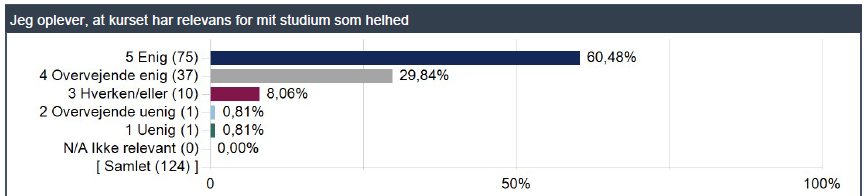 Jeg oplever, at kurset har relevans for mit studium som helhed
5 Enig (75) 60,48%
4 Overvejende enig (37) 29,84%
3 Hverken/eller (10) 8,06%
2 Overvejende uenig (1) 0,81%
1 Uenig (1) 0,81%
N/A Ikke relevant (0) 0,00%
[ Samlet (124) ]
0 50% 100%